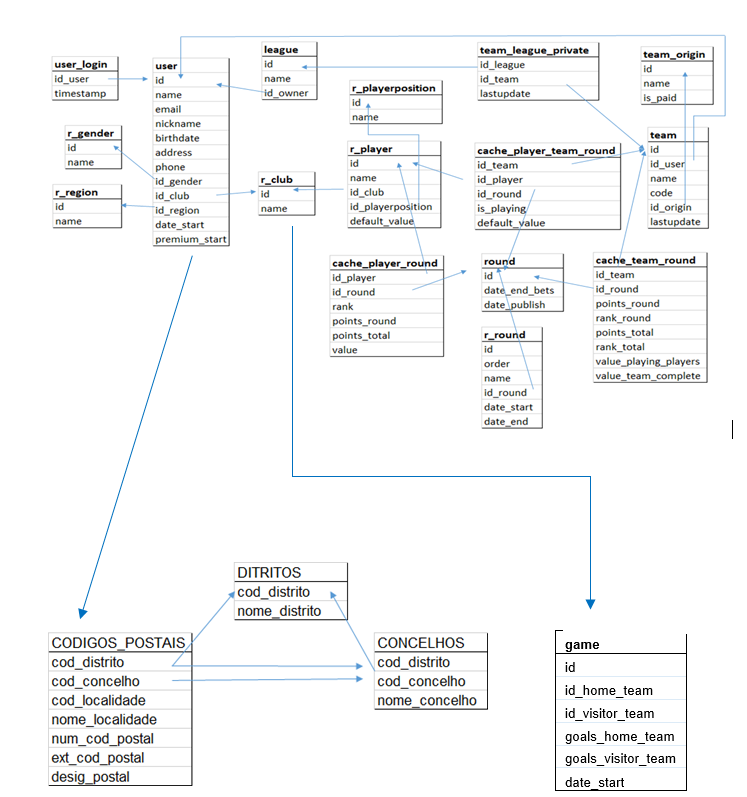 user_login
id_user
timestamp
user
id
name
email
nickname
birthdate
address
phone
id_gender
id_club
id_region
date_start
premium_start
league
id
name
id_owner
team_league_private
id_league
id_team
lastupdate
team_origin
id
name
is_paid
r_gender
id
name
r_region
id
name
r_club
id
name
r_playerposition
id
name
r_player
id
name
id_club
id_playerposition
default_value
cache_player_team_round
id_team
id_player
id_round
is_playing
default_value
team
id
id_user
name
code
id_origin
lastupdate
cache_player_round
id_player
id_round
rank
points_round
points_total
value
round
id
date_end_bets
date_publish
cache_team_round
id_team
id_round
points_round
rank_round
points_total
rank_total
value_playing_players
value_team_complete
r_round
id
order
name
id_round
date_start
date_end
DITRITOS
cod_distrito
nome_distrito
CODIGOS_POSTAIS
cod_distrito
cod_concelho
cod_localidade
nome_localidade
num_cod_postal
ext_cod_postal
desig_postal
CONCELHOS
cod_distrito
cod_concelho
nome_concelho
game
id
id_home_team
id_visitor_team
goals_home_team
goals_visitor_team
date_start